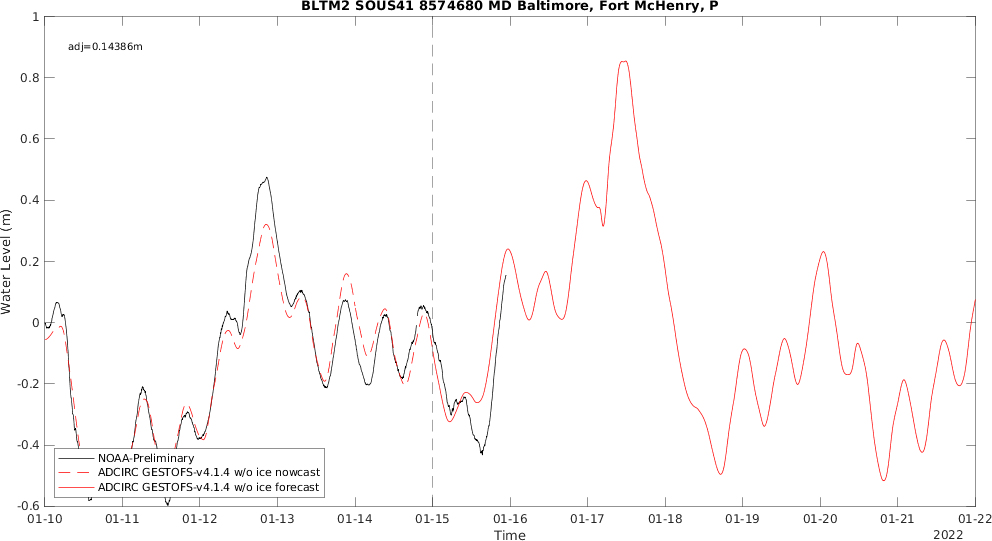 BLTM2 SOUS41 8574680 MD Baltimore, Fort McHenry, P
adj=0.14386m
Water Level (m)
1
0.8
0.6
0.4
0.2
0
-0.2
-0.4
-0.6
NOAA-Preliminary
ADCIRC GESTOFS-v4.1.4 w/o ice nowcast
ADCIRC GESTOFS-v4.1.4 w/o ice forecast
01-10 01-11 01-12 01-13 01-14 01-15 01-16 01-17 01-18 01-19 01-20 01-21 01-22
Time
2022